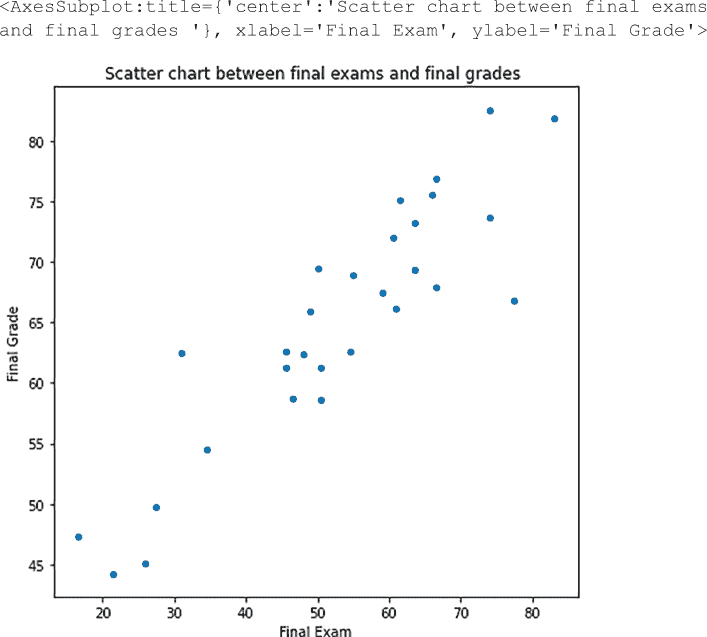 <AxesSubplot:title={'center':'Scatter chart between final exams
and final grades '}, xlabel='Final Exam', ylabel='Final Grade'>
Scatter chart between final exams and final grades
80
75
70
65
60
55
50
45
Final Grade
20 30 40 50 60 70 80
Final Exam